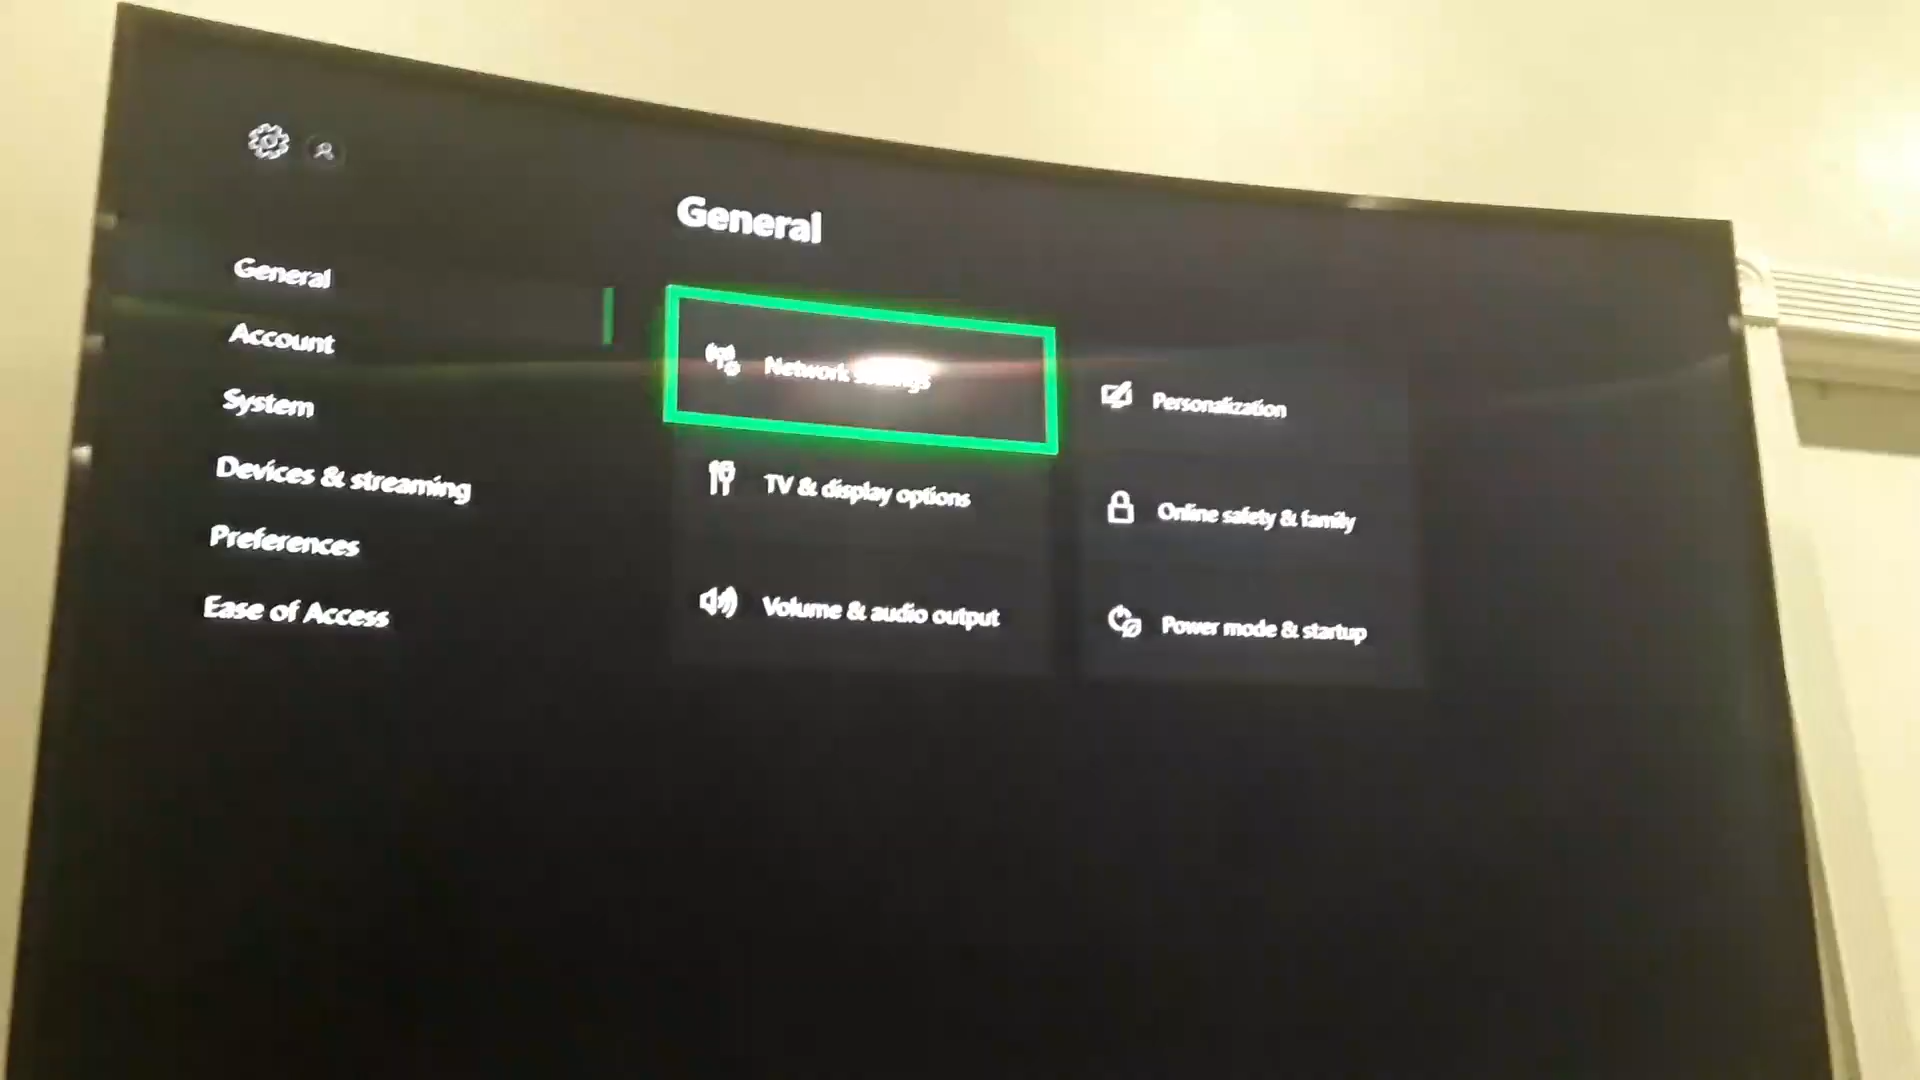 General
General
Account
System
Devices & streaming
Preferences
Ease of Access
Network settings
TV & display options
Volume & audio output
Personalization
Online safety & family
Power mode & startup